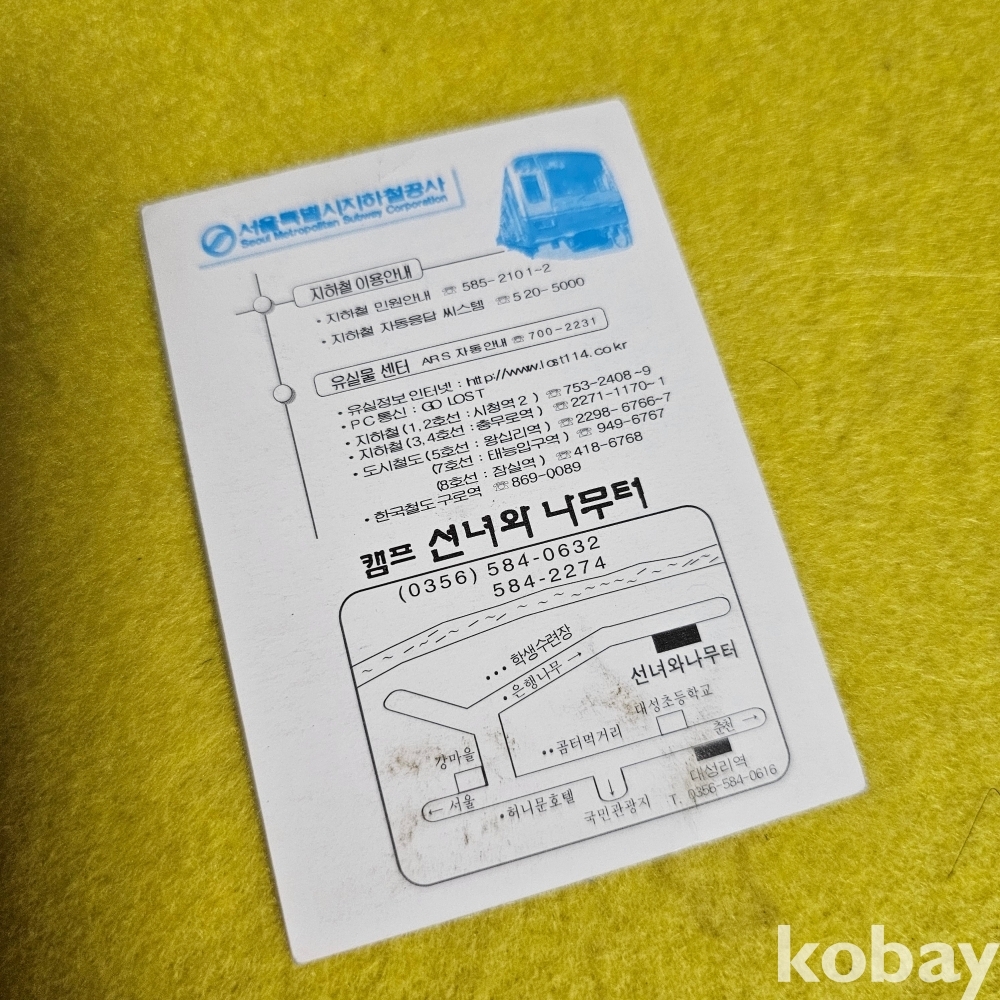 서울특별시지하철공사
Seoul Metropolitan Subway Corporation
지하철 이용안내
• 지하철 민원안내 ☏ 585-2101-2
• 지하철 자동응답 씨스템 ☏ 520-5000
유실물 센터 ARS 자동안내 ☏ 700-2231
• 유실정보 인터넷 : http://www.lost114.co.kr
• PC통신 : GO LOST
• 지하철 (1, 2호선 : 시청역 2) ☏ 753-2408~9
• 지하철 (3, 4호선 : 충무로역) ☏ 2271-1170~1
• 도시철도 (5호선 : 왕십리역) ☏ 2298-6766-7
(7호선 : 태능입구역) ☏ 949-6767
(8호선 : 잠실역) ☏ 418-6768
• 한국철도 구로역 ☏ 869-0089
캠프 선녀와 나무터
(0356) 584-0632
584-2274
••• 학생수련장
• 은행나무 →
선녀와나무터
대성초등학교
춘천 →
•• 곰터먹거리
강마을
대성리역
T. 0356-584-0616
← 서울
• 허니문호텔
국민관광지
kobay